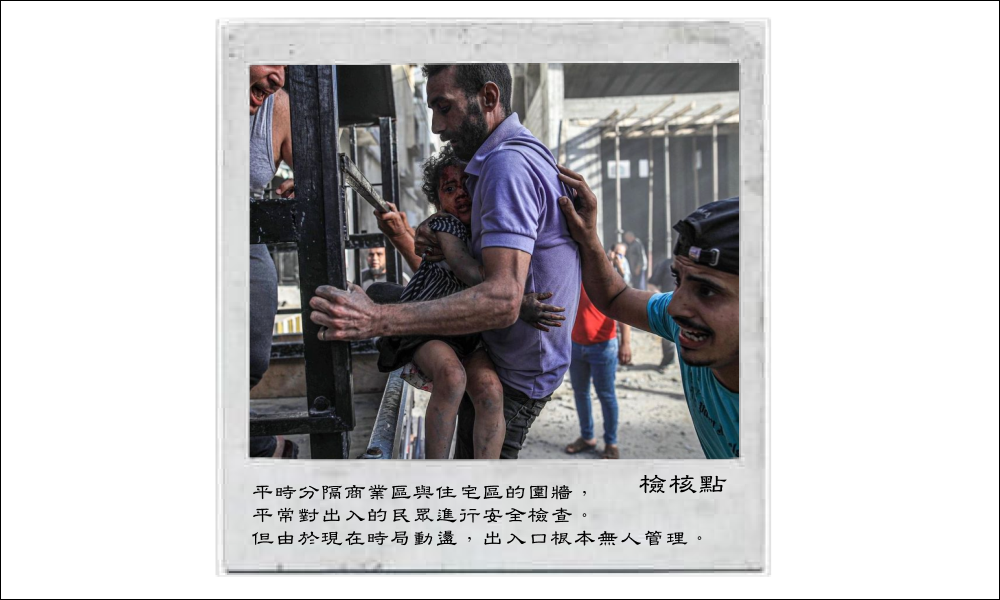 檢核點
平時分隔商業區與住宅區的圍牆，
平常對出入的民眾進行安全檢查。
但由於現在時局動盪，出入口根本無人管理。